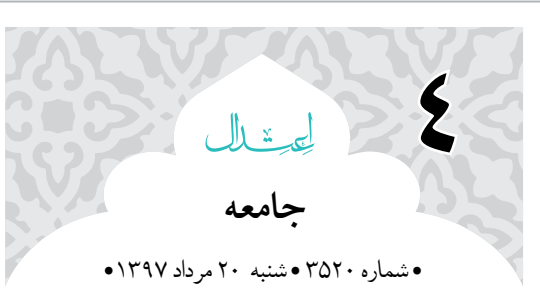 ٤
اعتدال
جامعه
• شماره ۳۵۲۰ • شنبه ۲۰ مرداد ۱۳۹۷ •